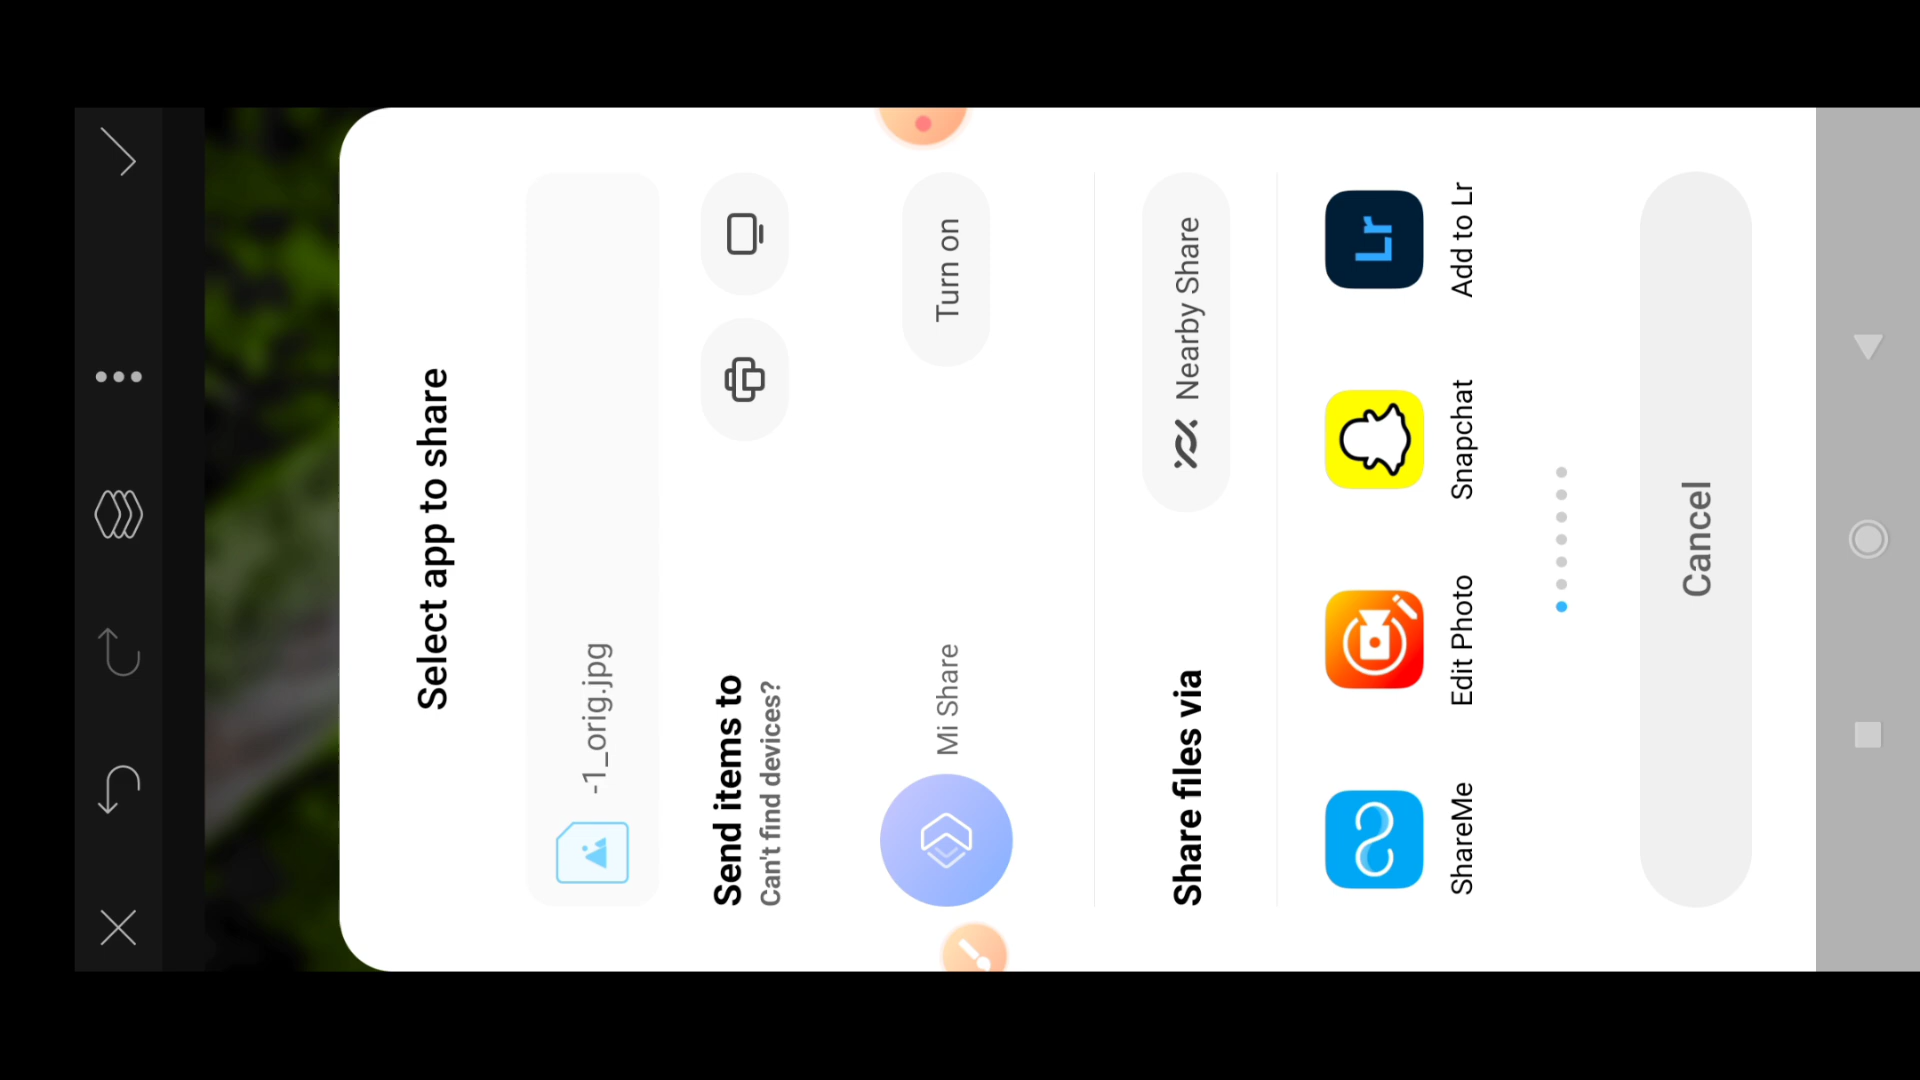 Select app to share
-1_orig.jpg
Send items to
Can't find devices?
Mi Share
Turn on
Share files via
Nearby Share
ShareMe
Edit Photo
Snapchat
Lr
Add to Lr
Cancel